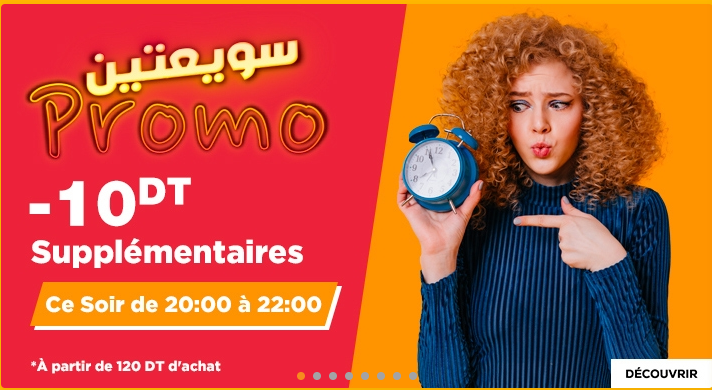 سويعتين
Promo
-10DT
Supplémentaires
Ce Soir de 20:00 à 22:00
*À partir de 120 DT d'achat
DÉCOUVRIR